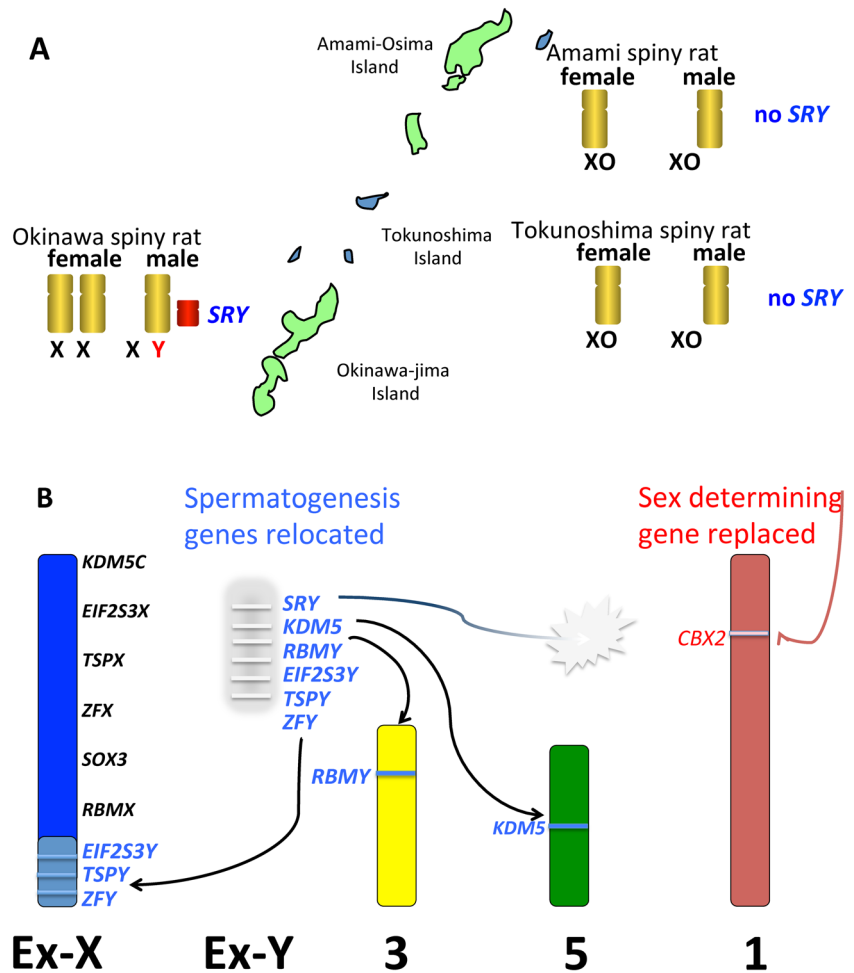 A
Amami-Osima
Island
Amami spiny rat
female male
no SRY
XO XO
Okinawa spiny rat
female male
SRY
X X X Y
Tokunoshima
Island
Tokunoshima spiny rat
female male
no SRY
XO XO
Okinawa-jima
Island
B
Spermatogenesis
genes relocated
Sex determining
gene replaced
KDM5C
EIF2S3X
TSPX
ZFX
SOX3
RBMX
EIF2S3Y
TSPY
ZFY
SRY
KDM5
RBMY
EIF2S3Y
TSPY
ZFY
RBMY
KDM5
CBX2
Ex-X Ex-Y 3 5 1